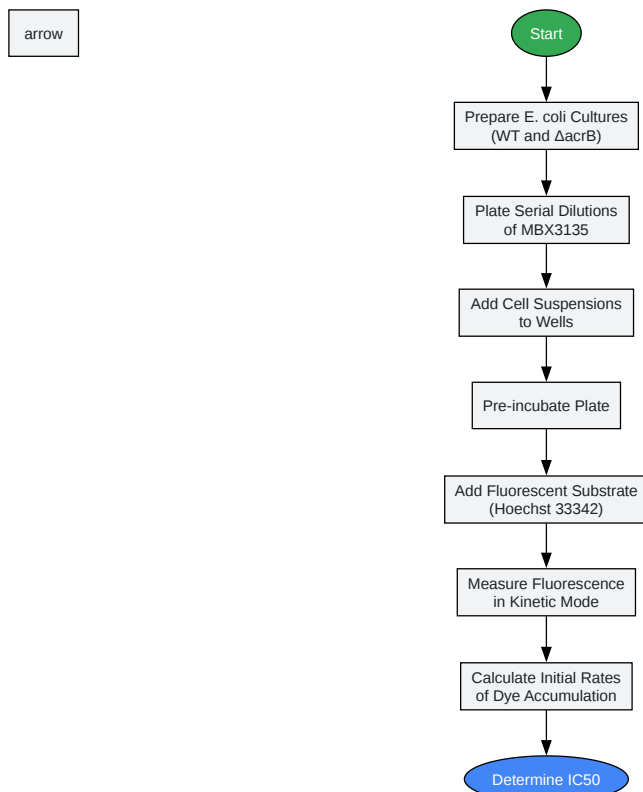 arrow
Start
Prepare E. coli Cultures
(WT and ΔacrB)
Plate Serial Dilutions
of MBX3135
Add Cell Suspensions
to Wells
Pre-incubate Plate
Add Fluorescent Substrate
(Hoechst 33342)
Measure Fluorescence
in Kinetic Mode
Calculate Initial Rates
of Dye Accumulation
Determine IC50